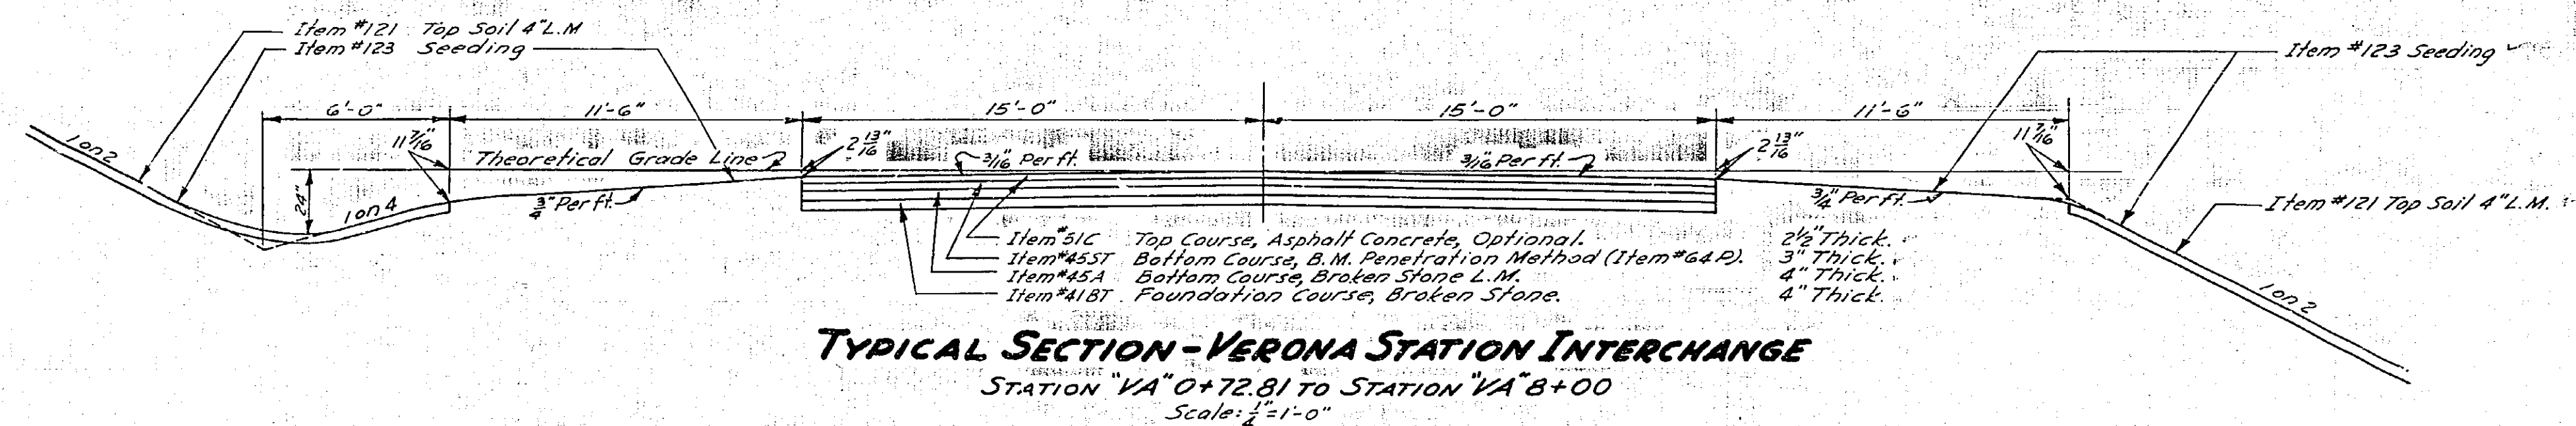 Item #121 Top Soil 4" L.M
Item #123 Seeding
Item #123 Seeding
6'-0"
11'-6"
15'-0"
15'-0"
11'-6"
1 on 2
11 7/16"
Theoretical Grade Line
2 13/16"
3/16" Per ft.
3/16" Per ft.
2 13/16"
11 7/16"
24"
1 on 4
3/4" Per ft.
3/4" Per ft.
Item #121 Top Soil 4" L.M.
Item #51C Top Course, Asphalt Concrete, Optional. 2 1/2" Thick.
Item #45ST Bottom Course, B.M. Penetration Method (Item #64P). 3" Thick.
Item #45A Bottom Course, Broken Stone L.M. 4" Thick.
Item #41BT Foundation Course, Broken Stone. 4" Thick.
1 on 2
TYPICAL SECTION - VERONA STATION INTERCHANGE
STATION "VA" 0+72.81 TO STATION "VA" 8+00
Scale: 1/4" = 1'-0"